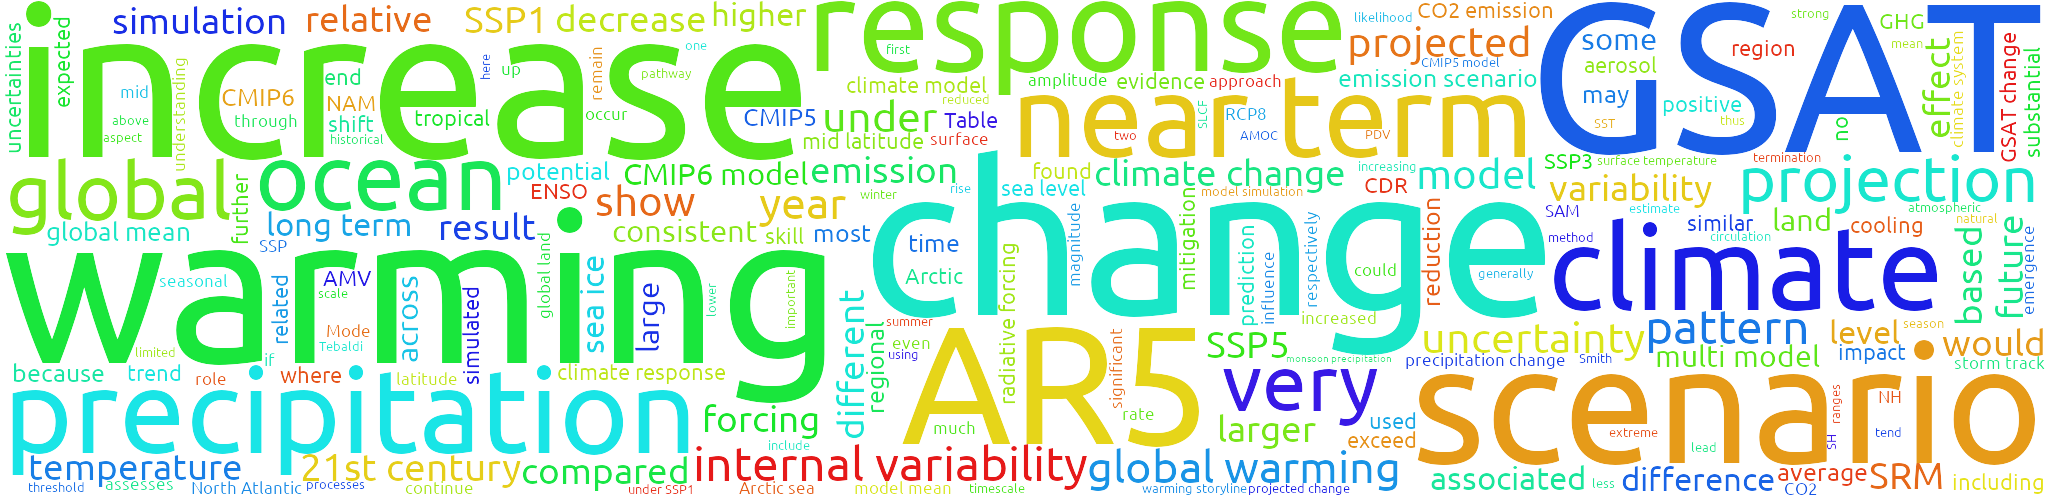 increase
warming
change
GSAT
response
near term
AR5
climate
scenario
precipitation
projection
global
ocean
simulation
relative
SSP1
decrease
higher
CO2 emission
likelihood
strong
GHG
projected
some
region
mean
uncertainties
expected
understanding
end
here
up
remain
one
pathway
first
climate model
amplitude
evidence
approach
CMIP5 model
emission scenario
aerosol
effect
climate system
GSAT change
substantial
mid
CMIP6
NAM
reduced
may
positive
above
through
shift
tropical
occur
CMIP5
under
Table
SLCF
RCP8
SST
thus
no
aspect
historical
mid latitude
surface
two
AMOC
PDV
potential
CMIP6 model
emission
found
climate change
increasing
model
SSP3
surface temperature
termination
variability
further
ENSO
show
year
winter
rise
sea level
model simulation
CDR
SAM
estimate
atmospheric
natural
global mean
long term
result
consistent
skill
most
time
magnitude
mitigation
reduction
method
similar
land
cooling
circulation
SSP
seasonal
related
AMV
scale
across
simulated
global land
sea ice
large
lower
important
Arctic
radiative forcing
prediction
influence
respectively
could
generally
based
future
emergence
limited
Mode
Tebaldi
if
different
regional
summer
even
using
significant
increased
SSP5
monsoon precipitation
uncertainty
precipitation change
pattern
Smith
multi model
level
impact
season
would
storm track
because
trend
role
where
latitude
climate response
forcing
much
rate
very
larger
used
exceed
extreme
lead
SH
ranges
NH
tend
include
temperature
21st century
compared
internal variability
global warming
associated
less
difference
average
CO2
SRM
including
threshold
assesses
North Atlantic
processes
continue
under SSP1
Arctic sea
model mean
timescale
warming storyline
projected change